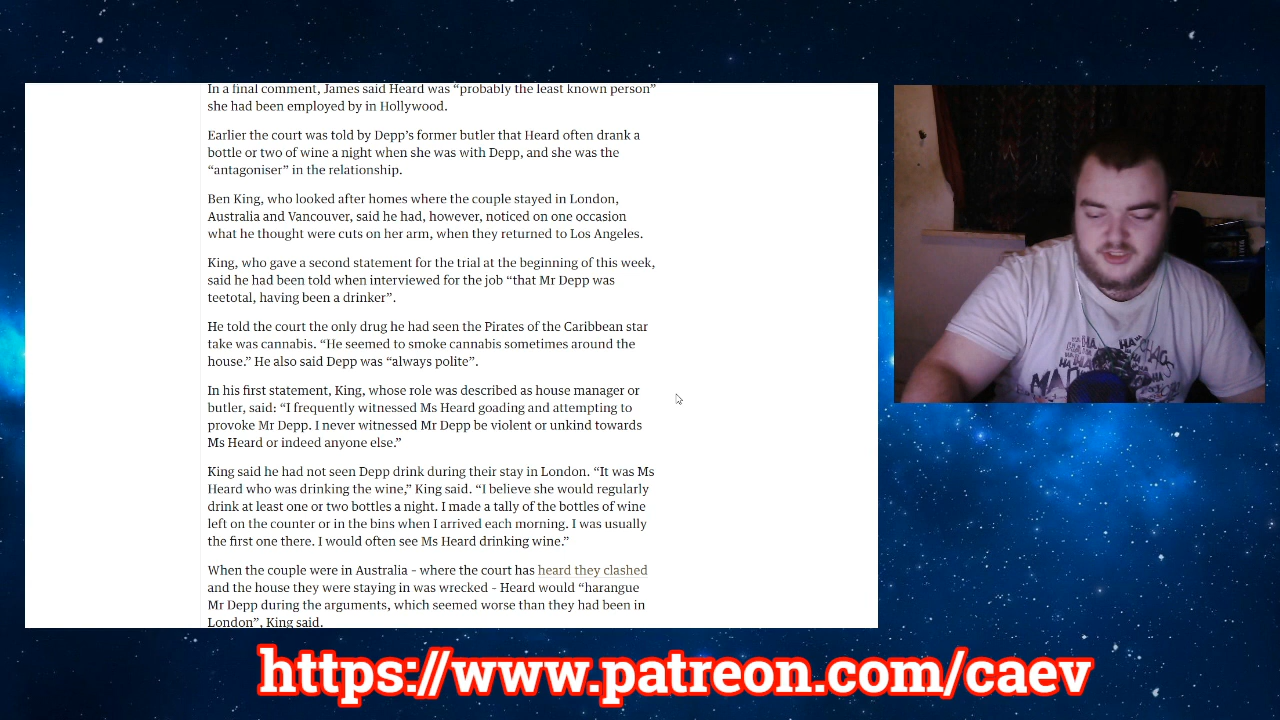 In a final comment, James said Heard was “probably the least known person”
she had been employed by in Hollywood.
Earlier the court was told by Depp’s former butler that Heard often drank a
bottle or two of wine a night when she was with Depp, and she was the
“antagoniser” in the relationship.
Ben King, who looked after homes where the couple stayed in London,
Australia and Vancouver, said he had, however, noticed on one occasion
what he thought were cuts on her arm, when they returned to Los Angeles.
King, who gave a second statement for the trial at the beginning of this week,
said he had been told when interviewed for the job “that Mr Depp was
teetotal, having been a drinker”.
He told the court the only drug he had seen the Pirates of the Caribbean star
take was cannabis. “He seemed to smoke cannabis sometimes around the
house.” He also said Depp was “always polite”.
In his first statement, King, whose role was described as house manager or
butler, said: “I frequently witnessed Ms Heard goading and attempting to
provoke Mr Depp. I never witnessed Mr Depp be violent or unkind towards
Ms Heard or indeed anyone else.”
King said he had not seen Depp drink during their stay in London. “It was Ms
Heard who was drinking the wine,” King said. “I believe she would regularly
drink at least one or two bottles a night. I made a tally of the bottles of wine
left on the counter or in the bins when I arrived each morning. I was usually
the first one there. I would often see Ms Heard drinking wine.”
When the couple were in Australia – where the court has heard they clashed
and the house they were staying in was wrecked – Heard would “harangue
Mr Depp during the arguments, which seemed worse than they had been in
London”, King said.
https://www.patreon.com/caev